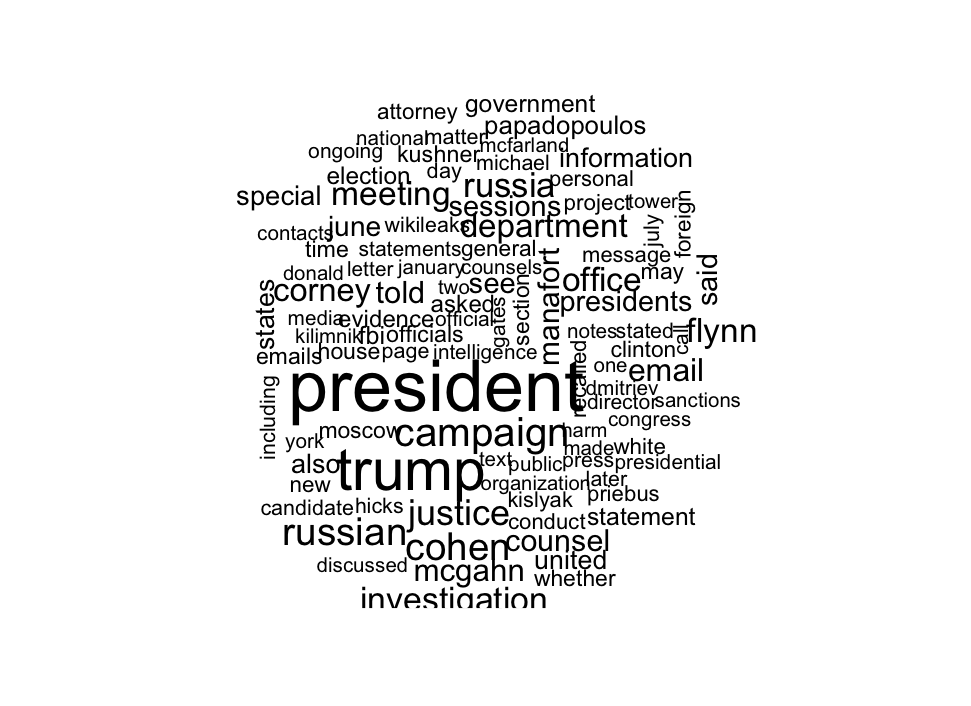 attorney government
papadopoulos
national matter mcfarland
ongoing kushner michael information
election day russia personal
special meeting sessions project tower foreign
june wikileaks department july
contacts
time statements general message
donald letter january counsels office may said
comey told two see section manafort presidents
states asked gates
media evidence official notes stated call flynn
kilimnik fbi officials clinton
emails house page intelligence one email
president recalled dmitriev
including director sanctions
congress
york moscow campaign harm
made white
also trump text public press presidential
new organization later
candidate hicks kislyak priebus
justice conduct statement
russian cohen counsel
discussed mcgann united
whether
investigation